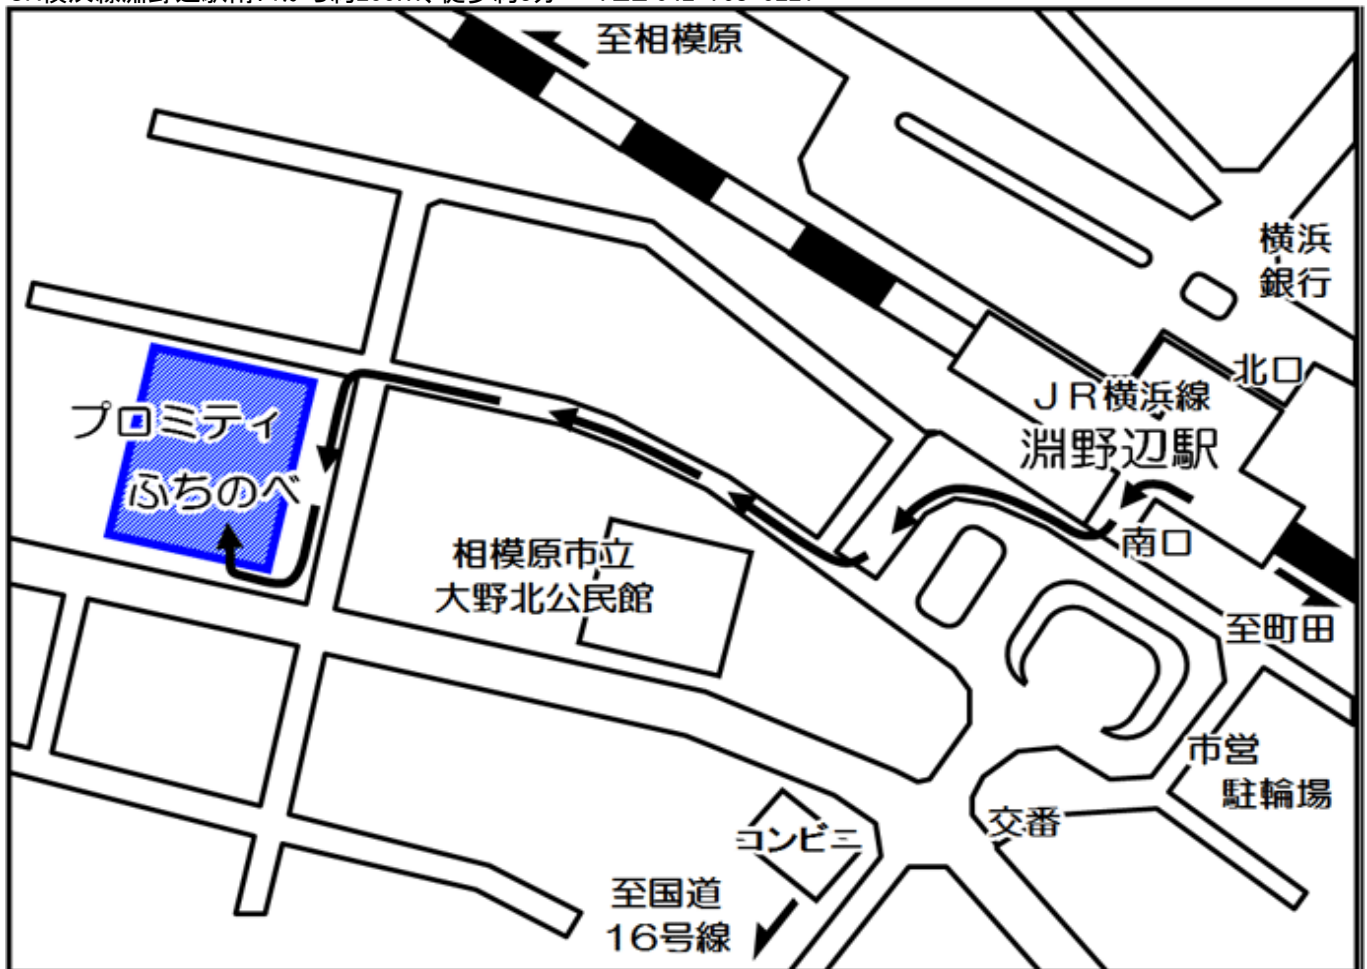 至相模原
横浜
銀行
北口
JR横浜線
淵野辺駅
プロミティ
ふちのべ
南口
相模原市立
大野北公民館
至町田
市営
駐輪場
交番
コンビニ
至国道
16号線